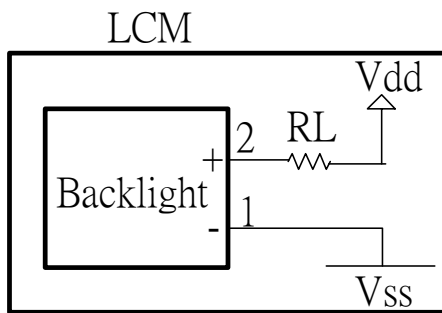 LCM
Vdd
2 RL
+
Backlight
1
-
Vss